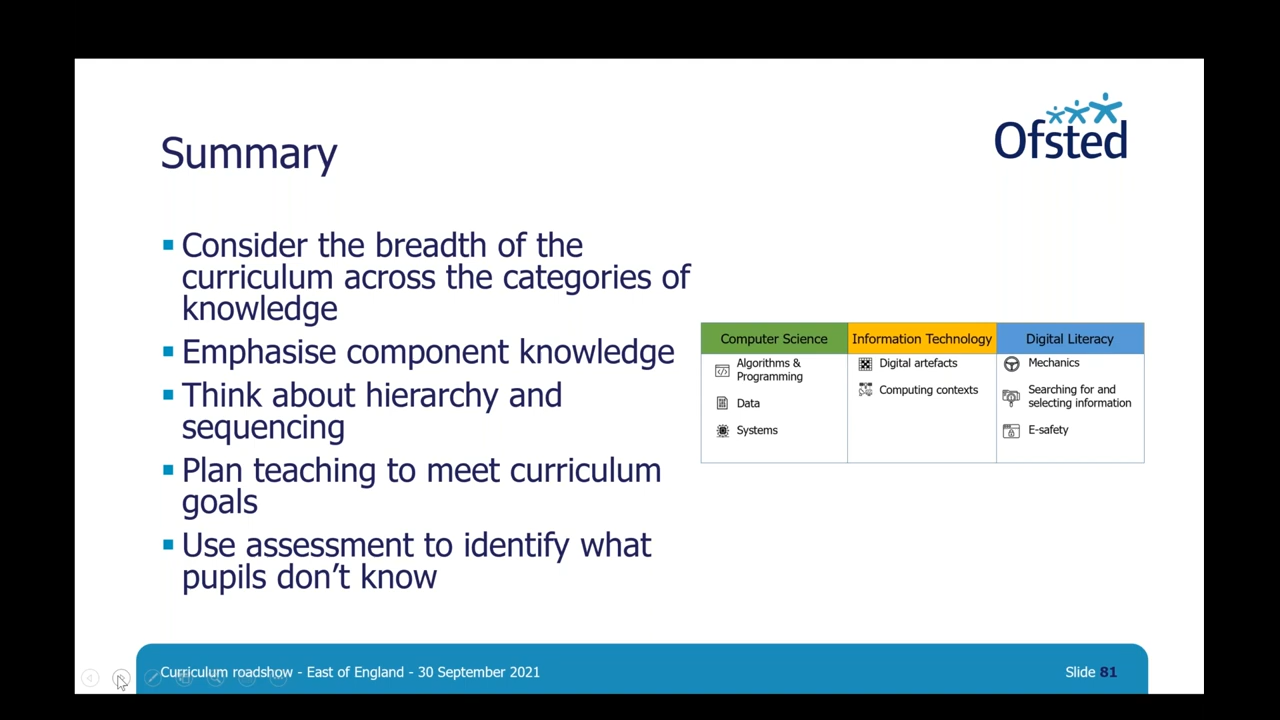 Ofsted
Summary
Consider the breadth of the
curriculum across the categories of
knowledge
Emphasise component knowledge
Think about hierarchy and
sequencing
Plan teaching to meet curriculum
goals
Use assessment to identify what
pupils don’t know
Computer Science
Algorithms &
Programming
Data
Systems
Information Technology
Digital artefacts
Computing contexts
Digital Literacy
Mechanics
Searching for and
selecting information
E-safety
Curriculum roadshow - East of England - 30 September 2021
Slide 81